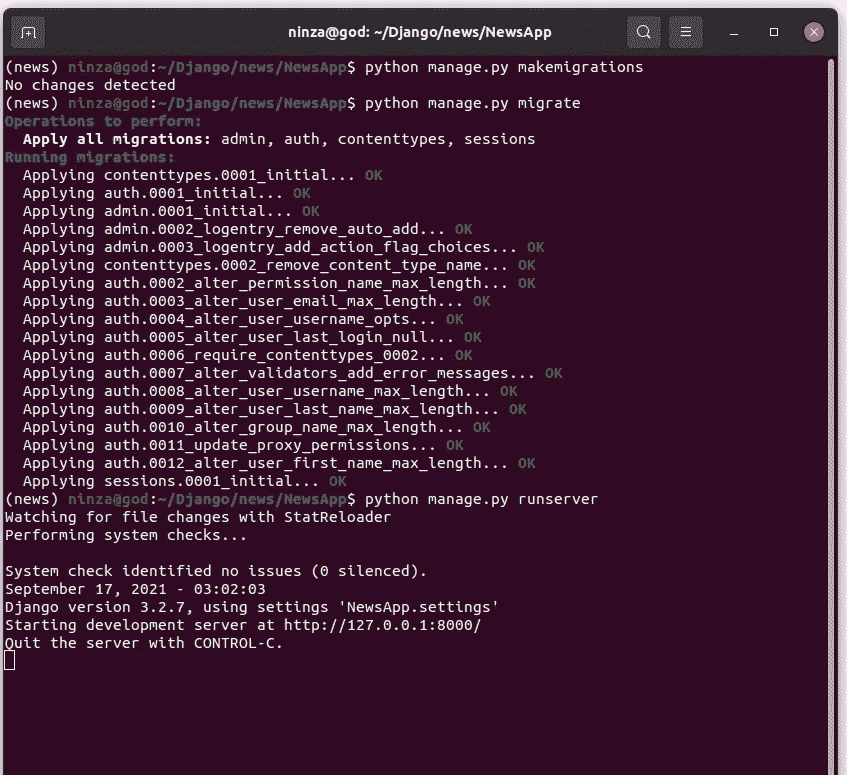 ninza@god: ~/Django/news/NewsApp
(news) ninza@god:~/Django/news/NewsApp$ python manage.py makemigrations
No changes detected
(news) ninza@god:~/Django/news/NewsApp$ python manage.py migrate
Operations to perform:
  Apply all migrations: admin, auth, contenttypes, sessions
Running migrations:
  Applying contenttypes.0001_initial... OK
  Applying auth.0001_initial... OK
  Applying admin.0001_initial... OK
  Applying admin.0002_logentry_remove_auto_add... OK
  Applying admin.0003_logentry_add_action_flag_choices... OK
  Applying contenttypes.0002_remove_content_type_name... OK
  Applying auth.0002_alter_permission_name_max_length... OK
  Applying auth.0003_alter_user_email_max_length... OK
  Applying auth.0004_alter_user_username_opts... OK
  Applying auth.0005_alter_user_last_login_null... OK
  Applying auth.0006_require_contenttypes_0002... OK
  Applying auth.0007_alter_validators_add_error_messages... OK
  Applying auth.0008_alter_user_username_max_length... OK
  Applying auth.0009_alter_user_last_name_max_length... OK
  Applying auth.0010_alter_group_name_max_length... OK
  Applying auth.0011_update_proxy_permissions... OK
  Applying auth.0012_alter_user_first_name_max_length... OK
  Applying sessions.0001_initial... OK
(news) ninza@god:~/Django/news/NewsApp$ python manage.py runserver
Watching for file changes with StatReloader
Performing system checks...

System check identified no issues (0 silenced).
September 17, 2021 - 03:02:03
Django version 3.2.7, using settings 'NewsApp.settings'
Starting development server at http://127.0.0.1:8000/
Quit the server with CONTROL-C.